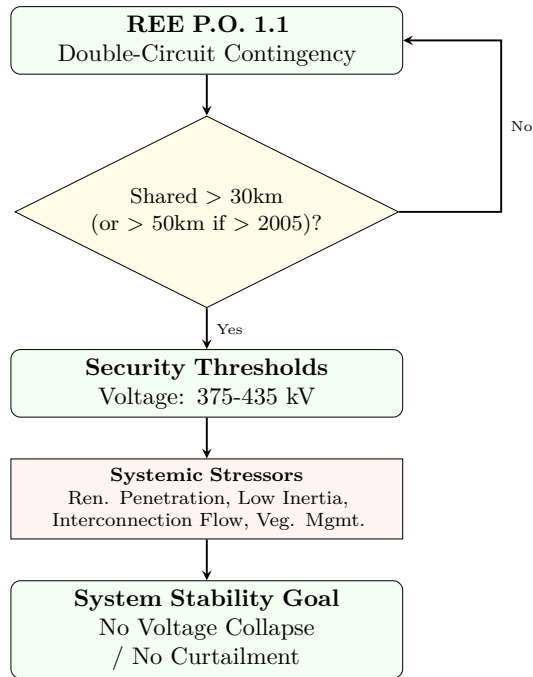 REE P.O. 1.1
Double-Circuit Contingency
No
Shared > 30km
(or > 50km if > 2005)?
Yes
Security Thresholds
Voltage: 375-435 kV
Systemic Stressors
Ren. Penetration, Low Inertia,
Interconnection Flow, Veg. Mgmt.
System Stability Goal
No Voltage Collapse
/ No Curtailment